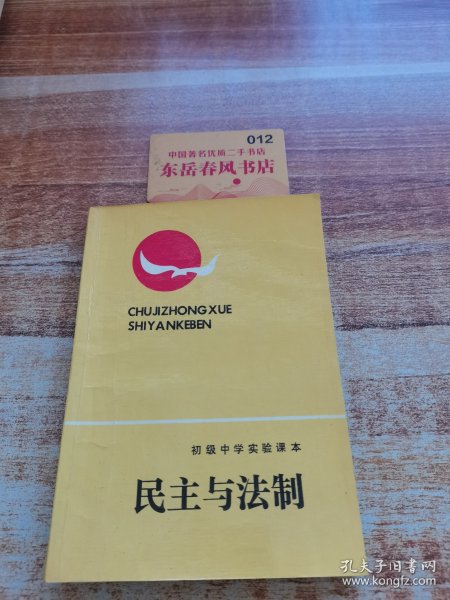 012
中国著名优质二手书店
东岳春风书店
CHUJIZHONGXUE
SHIYANKEBEN
初级中学实验课本
民主与法制
孔夫子旧书网
www.kongfz.com